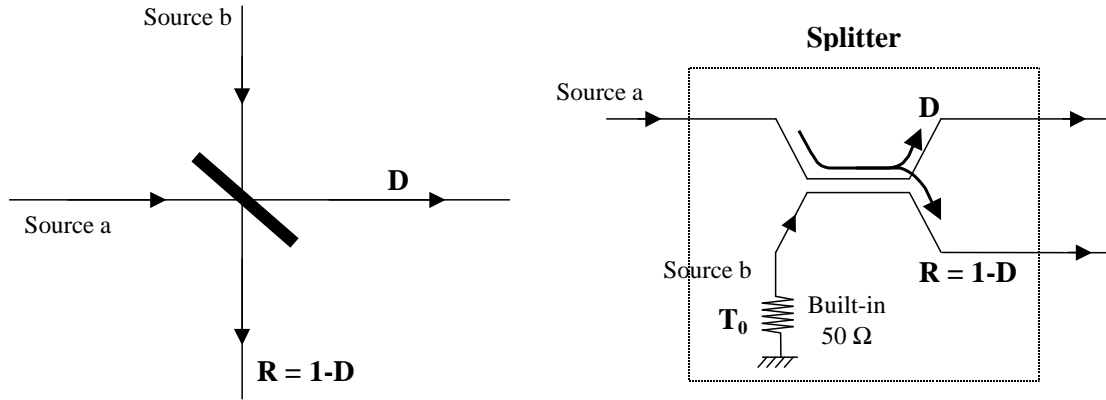 Source b
D
Source a
R = 1-D
Splitter
Source a
D
Source b
R = 1-D
T₀
Built-in
50 Ω